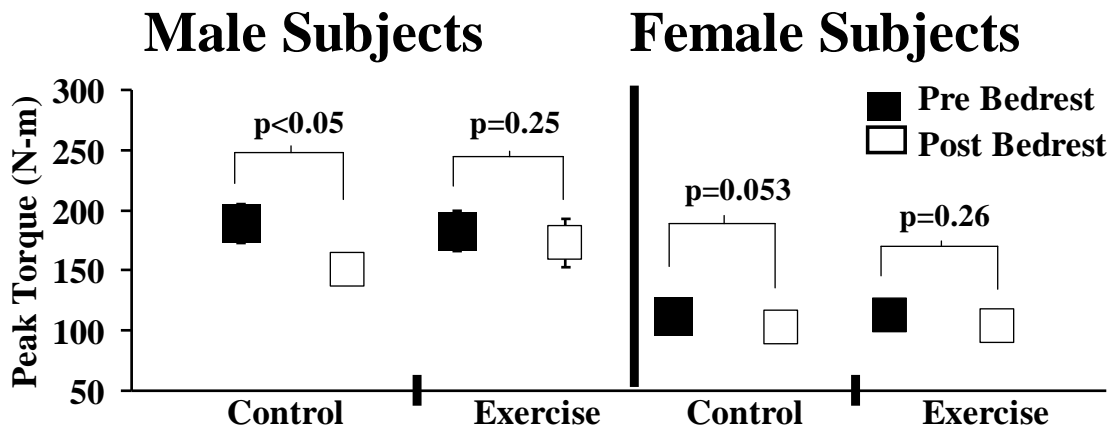 Male Subjects
Female Subjects
Peak Torque (N-m)
300
250
200
150
100
50
p<0.05
p=0.25
p=0.053
p=0.26
Pre Bedrest
Post Bedrest
Control
Exercise
Control
Exercise